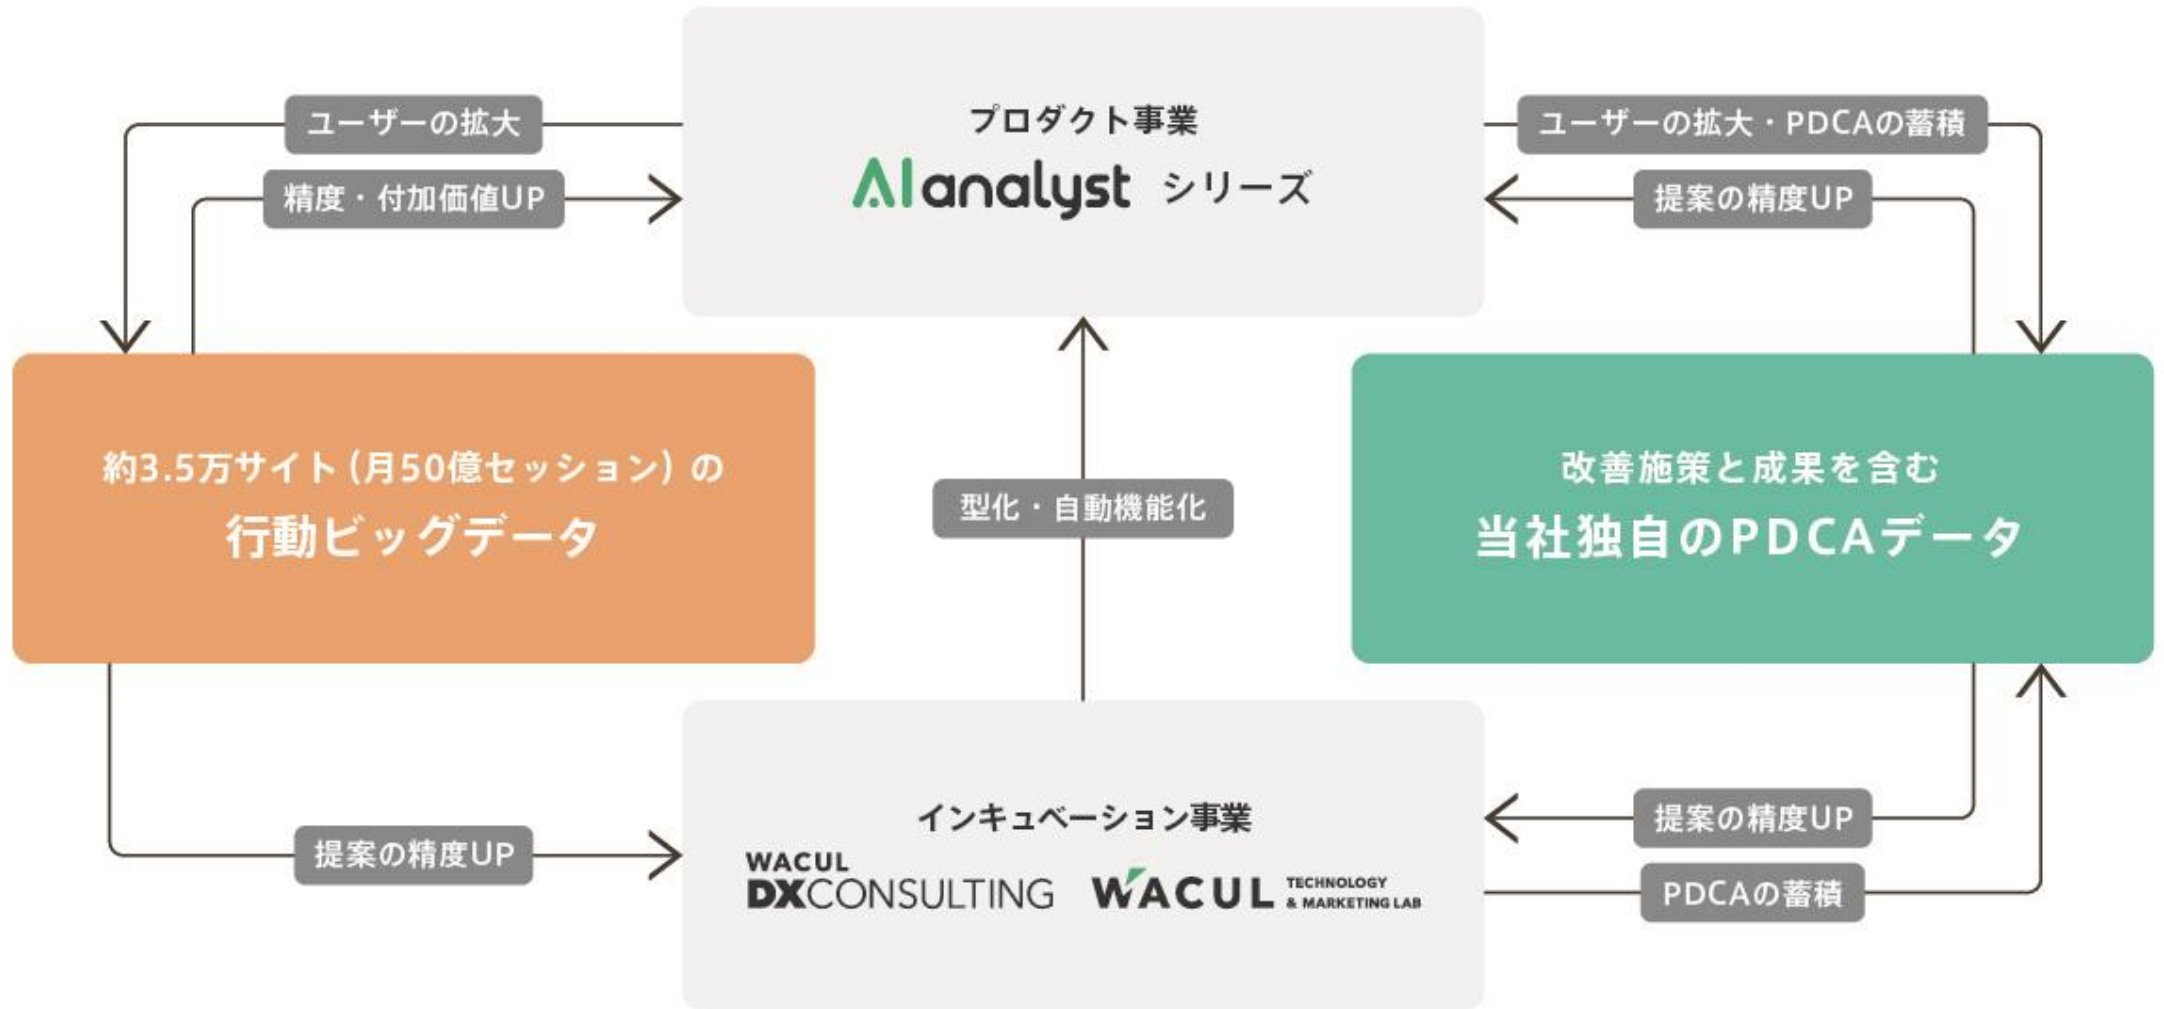 プロダクト事業
AI analyst シリーズ
ユーザーの拡大
精度・付加価値UP
ユーザーの拡大・PDCAの蓄積
提案の精度UP
約3.5万サイト(月50億セッション)の
行動ビッグデータ
型化・自動機能化
改善施策と成果を含む
当社独自のPDCAデータ
インキュベーション事業
WACUL
DXCONSULTING
WACUL
TECHNOLOGY
& MARKETING LAB
提案の精度UP
提案の精度UP
PDCAの蓄積